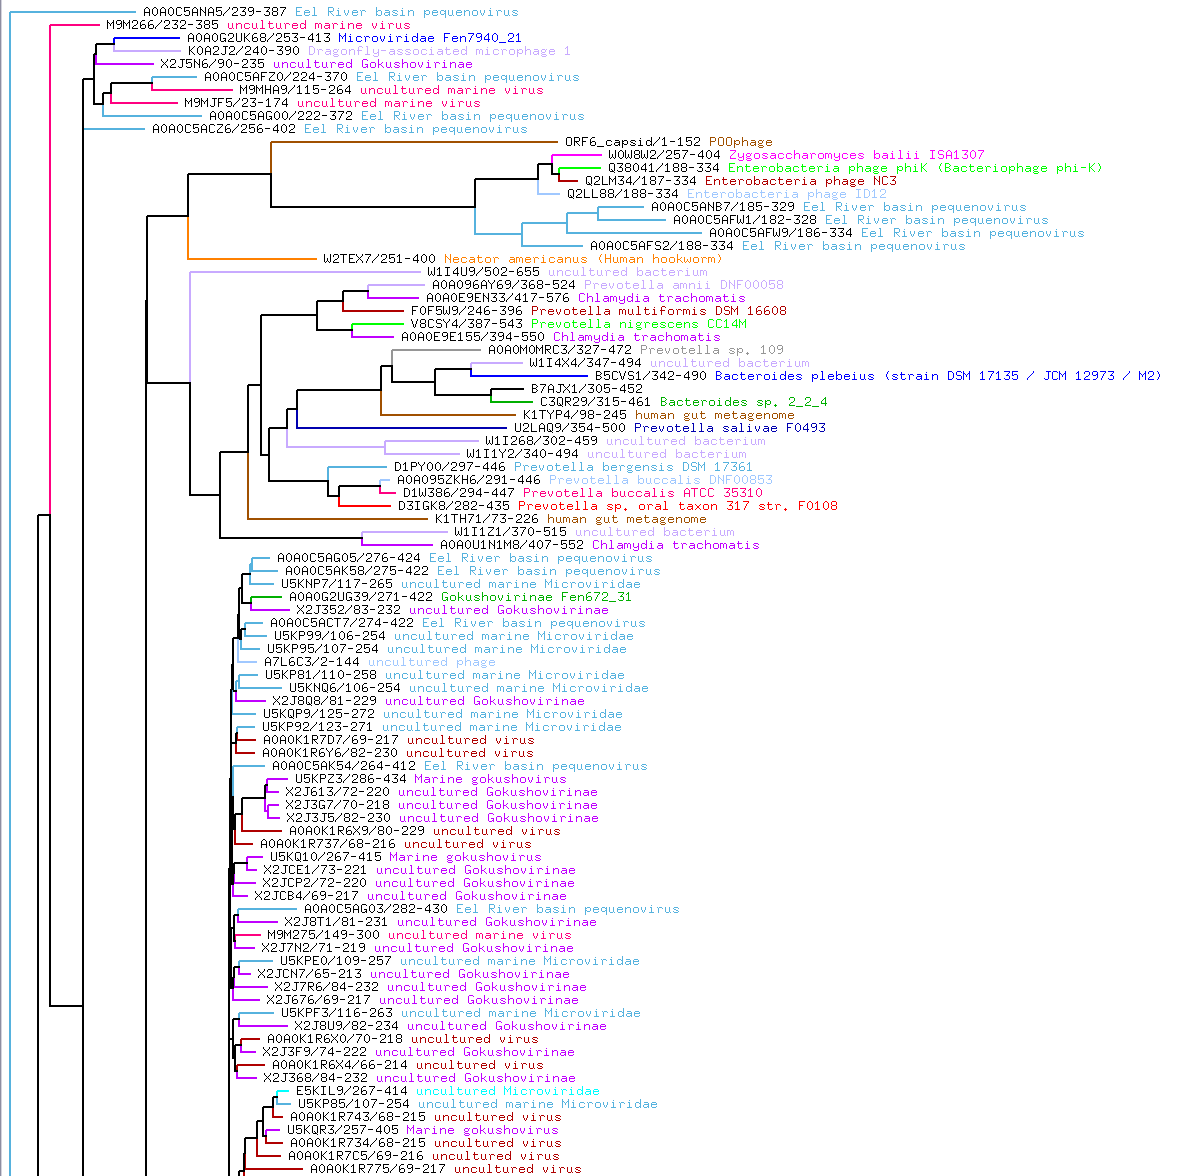 A0A0C5ANA5/239-387 Eel River basin pequenovirus
M9M266/232-385 uncultured marine virus
A0A0G2UK68/253-413 Microviridae Fen7940_21
K0A2J2/240-390 Dragonfly-associated microphage 1
X2J5N6/90-235 uncultured Gokushovirinae
A0A0C5AFZ0/224-370 Eel River basin pequenovirus
M9MHA9/115-264 uncultured marine virus
M9MJF5/23-174 uncultured marine virus
A0A0C5AG00/222-372 Eel River basin pequenovirus
A0A0C5ACZ6/256-402 Eel River basin pequenovirus
ORF6_capsid/1-152 POOphage
W0W8W2/257-404 Zygosaccharomyces bailii ISA1307
Q38041/188-334 Enterobacteria phage phiK (Bacteriophage phi-K)
Q2LM34/187-334 Enterobacteria phage NC3
Q2LL88/188-334 Enterobacteria phage ID12
A0A0C5ANB7/185-329 Eel River basin pequenovirus
A0A0C5AFW1/182-328 Eel River basin pequenovirus
A0A0C5AFW9/186-334 Eel River basin pequenovirus
A0A0C5AFS2/188-334 Eel River basin pequenovirus
W2TEX7/251-400 Necator americanus (Human hookworm)
W1I4U9/502-655 uncultured bacterium
A0A096AY69/368-524 Prevotella amnii DNF00058
A0A0E9EN33/417-576 Chlamydia trachomatis
F0F5W9/246-396 Prevotella multiformis DSM 16608
V8CSY4/387-543 Prevotella nigrescens CC14M
A0A0E9E155/394-550 Chlamydia trachomatis
A0A0M0MRC3/327-472 Prevotella sp. 109
W1I4X4/347-494 uncultured bacterium
B5CVS1/342-490 Bacteroides plebeius (strain DSM 17135 / JCM 12973 / M2)
B7AJX1/305-452
C3QR29/315-461 Bacteroides sp. 2_2_4
K1TYP4/98-245 human gut metagenome
U2LAQ9/354-500 Prevotella salivae F0493
W1I268/302-459 uncultured bacterium
W1I1Y2/340-494 uncultured bacterium
D1PY00/297-446 Prevotella bergensis DSM 17361
A0A095ZKH6/291-446 Prevotella buccalis DNF00853
D1W386/294-447 Prevotella buccalis ATCC 35310
D3IGK8/282-435 Prevotella sp. oral taxon 317 str. F0108
K1TH71/73-226 human gut metagenome
W1I1Z1/370-515 uncultured bacterium
A0A0U1N1M8/407-552 Chlamydia trachomatis
A0A0C5AG05/276-424 Eel River basin pequenovirus
A0A0C5AK58/275-422 Eel River basin pequenovirus
U5KNP7/117-265 uncultured marine Microviridae
A0A0G2UG39/271-422 Gokushovirinae Fen672_31
X2J352/83-232 uncultured Gokushovirinae
A0A0C5ACT7/274-422 Eel River basin pequenovirus
U5KP99/106-254 uncultured marine Microviridae
U5KP95/107-254 uncultured marine Microviridae
A7L6C3/2-144 uncultured phage
U5KP81/110-258 uncultured marine Microviridae
U5KNQ6/106-254 uncultured marine Microviridae
X2J8Q8/81-229 uncultured Gokushovirinae
U5KQP9/125-272 uncultured marine Microviridae
U5KP92/123-271 uncultured marine Microviridae
A0A0K1R7D7/69-217 uncultured virus
A0A0K1R6Y6/82-230 uncultured virus
A0A0C5AK54/264-412 Eel River basin pequenovirus
U5KPZ3/286-434 Marine gokushovirus
X2J613/72-220 uncultured Gokushovirinae
X2J3G7/70-218 uncultured Gokushovirinae
X2J3J5/82-230 uncultured Gokushovirinae
A0A0K1R6X9/80-229 uncultured virus
A0A0K1R737/68-216 uncultured virus
U5KQ10/267-415 Marine gokushovirus
X2JCE1/73-221 uncultured Gokushovirinae
X2JCP2/72-220 uncultured Gokushovirinae
X2JCB4/69-217 uncultured Gokushovirinae
A0A0C5AG03/282-430 Eel River basin pequenovirus
X2J8T1/81-231 uncultured Gokushovirinae
M9M275/149-300 uncultured marine virus
X2J7N2/71-219 uncultured Gokushovirinae
U5KPE0/109-257 uncultured marine Microviridae
X2JCN7/65-213 uncultured Gokushovirinae
X2J7R6/84-232 uncultured Gokushovirinae
X2J676/69-217 uncultured Gokushovirinae
U5KPF3/116-263 uncultured marine Microviridae
X2J8U9/82-234 uncultured Gokushovirinae
A0A0K1R6X0/70-218 uncultured virus
X2J3F9/74-222 uncultured Gokushovirinae
A0A0K1R6X4/66-214 uncultured virus
X2J368/84-232 uncultured Gokushovirinae
E5KIL9/267-414 uncultured Microviridae
U5KP85/107-254 uncultured marine Microviridae
A0A0K1R743/68-215 uncultured virus
U5KQR3/257-405 Marine gokushovirus
A0A0K1R734/68-215 uncultured virus
A0A0K1R7C5/69-216 uncultured virus
A0A0K1R775/69-217 uncultured virus